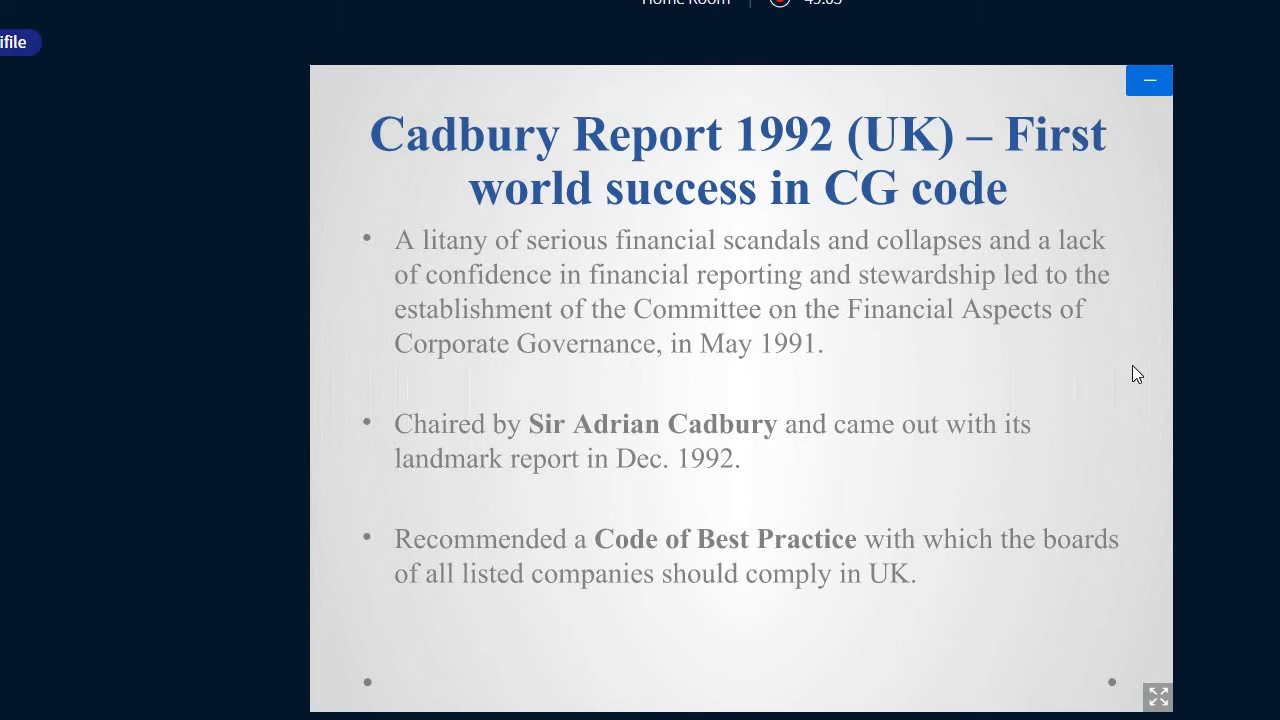 Home Room
49:03
ifile
Cadbury Report 1992 (UK) – First
world success in CG code
• A litany of serious financial scandals and collapses and a lack
of confidence in financial reporting and stewardship led to the
establishment of the Committee on the Financial Aspects of
Corporate Governance, in May 1991.
• Chaired by Sir Adrian Cadbury and came out with its
landmark report in Dec. 1992.
• Recommended a Code of Best Practice with which the boards
of all listed companies should comply in UK.